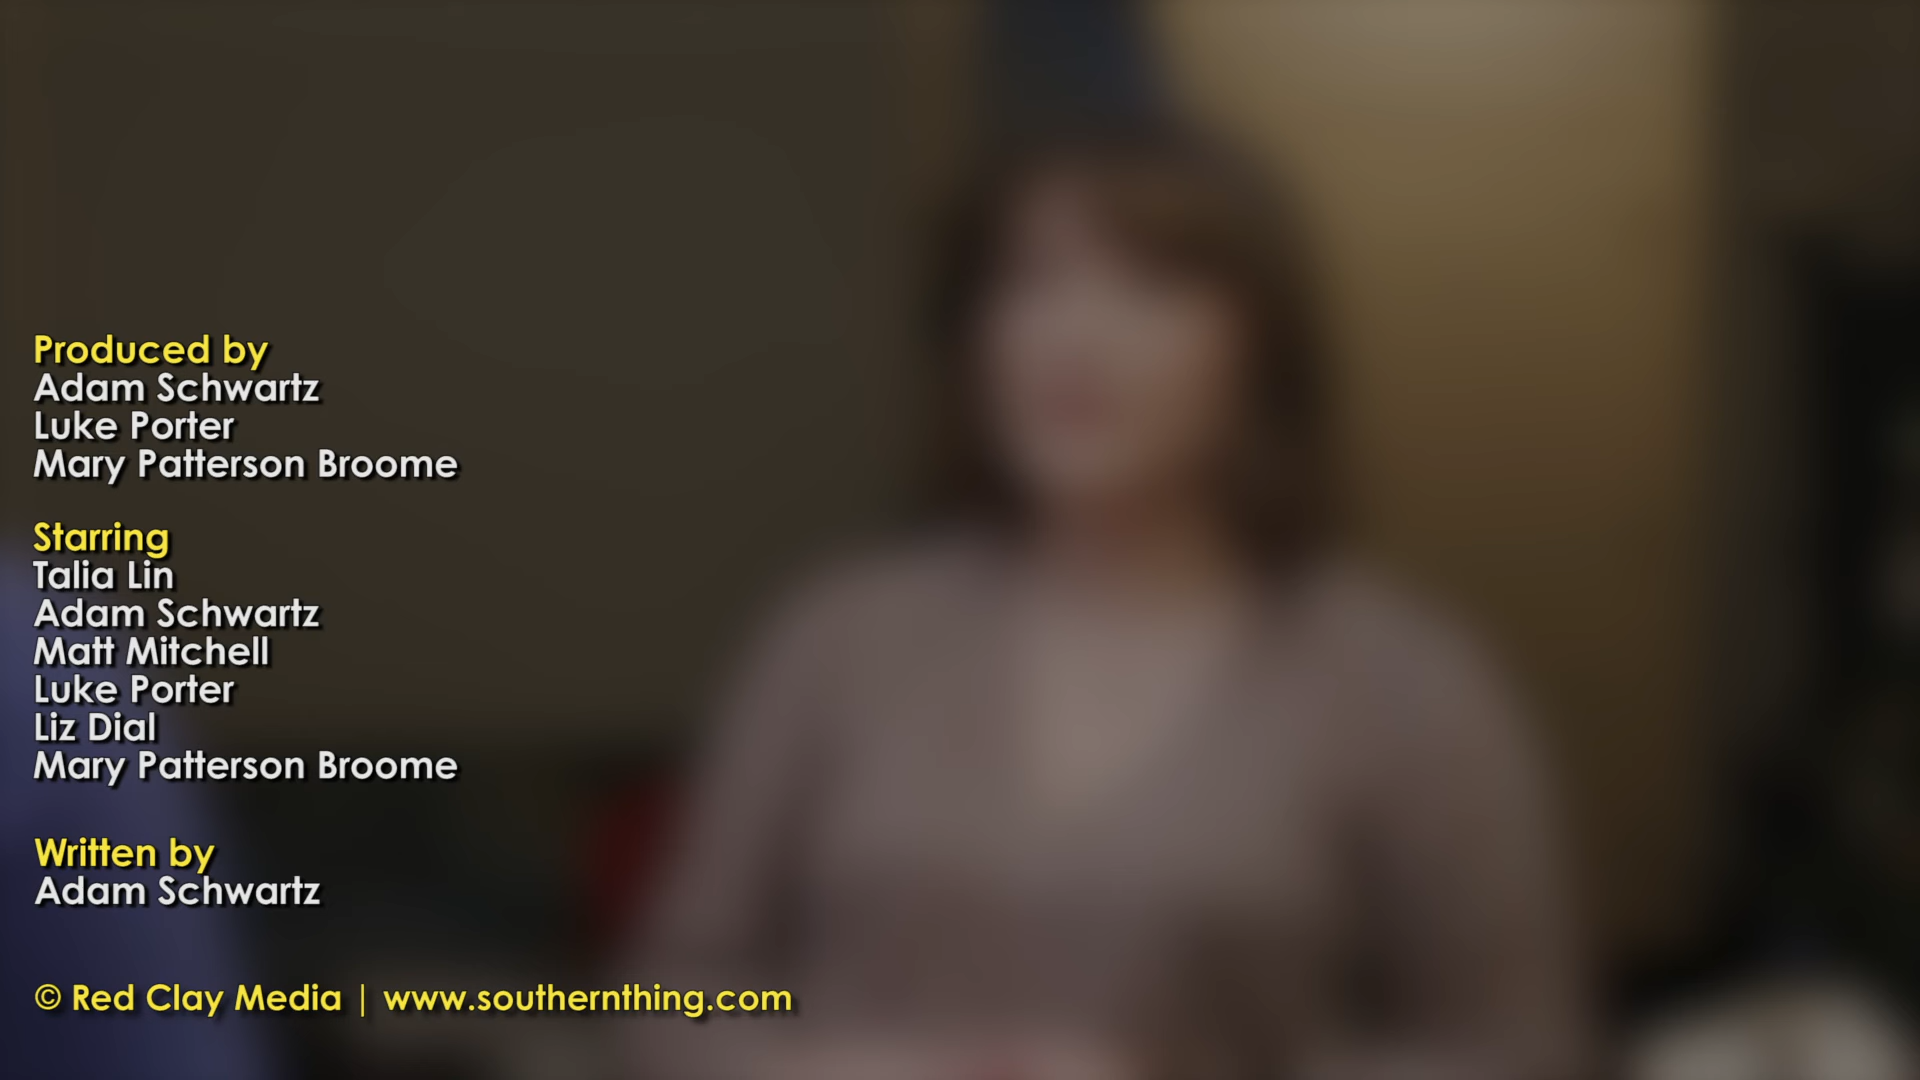 Produced by
Adam Schwartz
Luke Porter
Mary Patterson Broome
Starring
Talia Lin
Adam Schwartz
Matt Mitchell
Luke Porter
Liz Dial
Mary Patterson Broome
Written by
Adam Schwartz
© Red Clay Media | www.southernthing.com